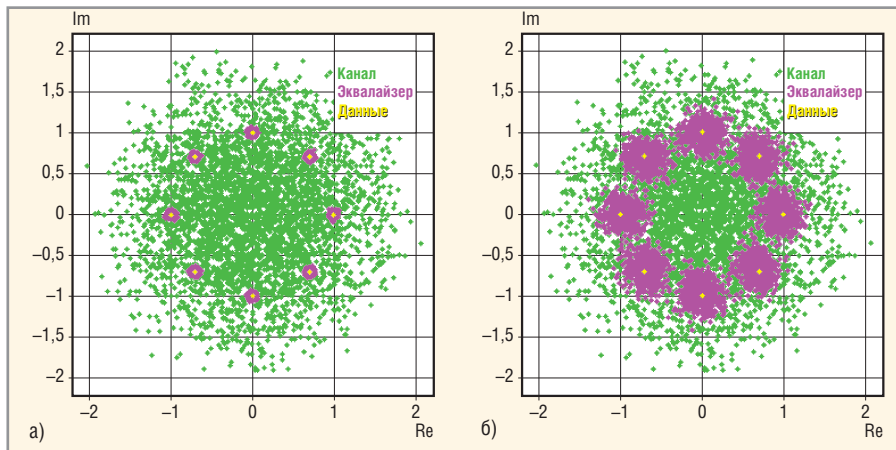 Im
2
1,5
1
0,5
0
–0,5
–1
–1,5
–2
–2 –1 0 1 2
Re
Канал
Эквалайзер
Данные
а)
Im
2
1,5
1
0,5
0
–0,5
–1
–1,5
–2
–2 –1 0 1 2
Re
Канал
Эквалайзер
Данные
б)